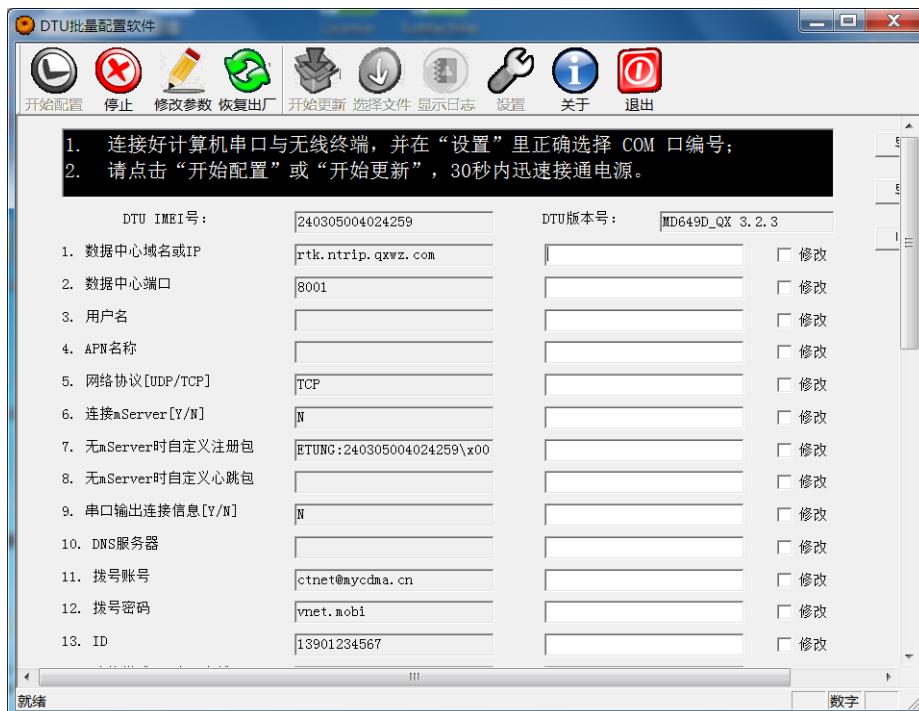 DTU批量配置软件
开始配置 停止 修改参数 恢复出厂 开始更新 选择文件 显示日志 设置 关于 退出
1. 连接好计算机串口与无线终端，并在“设置”里正确选择 COM 口编号；
2. 请点击“开始配置”或“开始更新”，30秒内迅速接通电源。
DTU IMEI号： 240305004024259 DTU版本号： MD649D_QX 3.2.3
1. 数据中心域名或IP rtk.ntrip.qxwz.com 修改
2. 数据中心端口 8001 修改
3. 用户名 修改
4. APN名称 修改
5. 网络协议[UDP/TCP] TCP 修改
6. 连接mServer[Y/N] N 修改
7. 无mServer时自定义注册包 ETUNG:240305004024259\x00 修改
8. 无mServer时自定义心跳包 修改
9. 串口输出连接信息[Y/N] N 修改
10. DNS服务器 修改
11. 拨号账号 ctnet@mycdma.cn 修改
12. 拨号密码 vnet.mobi 修改
13. ID 13901234567 修改
就绪 数字